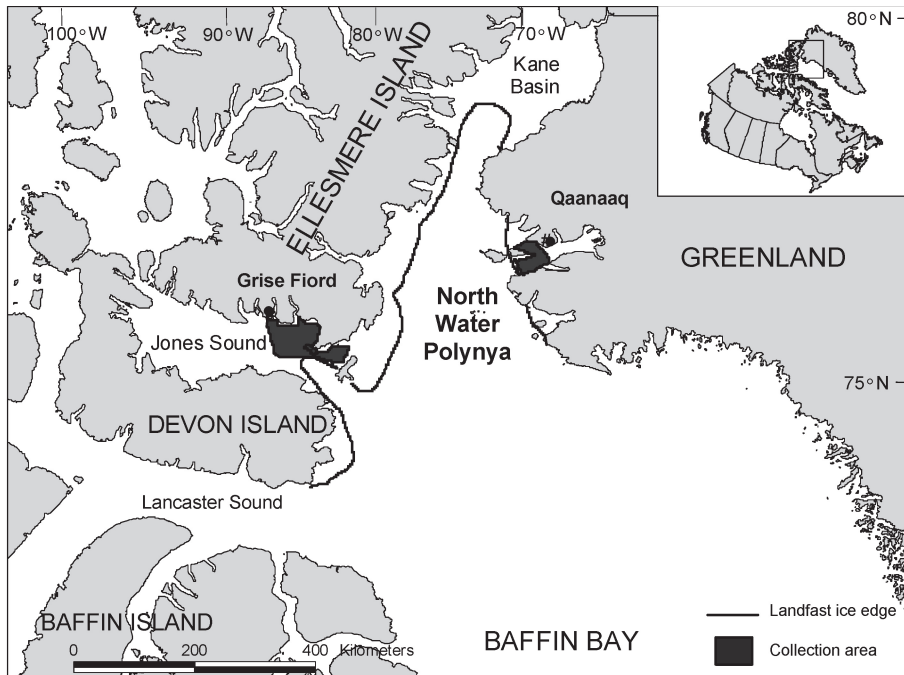 100°W
90°W
80°W
70°W
80°N
Kane
Basin
ELLESMERE ISLAND
Qaanaaq
GREENLAND
Grise Fiord
North
Water
Polynya
Jones Sound
75°N
DEVON ISLAND
Lancaster Sound
BAFFIN ISLAND
BAFFIN BAY
Landfast ice edge
Collection area
0 200 400 Kilometers